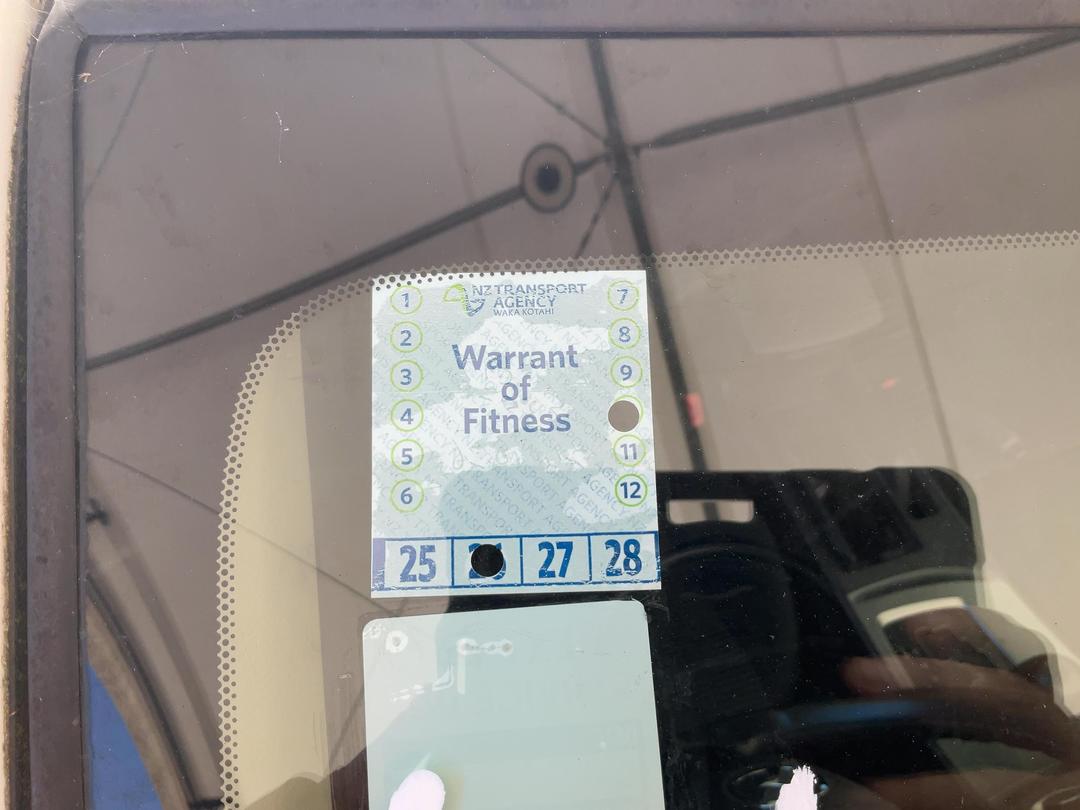 1
NZ TRANSPORT
AGENCY
WAKA KOTAHI
7
2
8
Warrant
of
Fitness
3
9
4
5
11
6
12
25
27
28